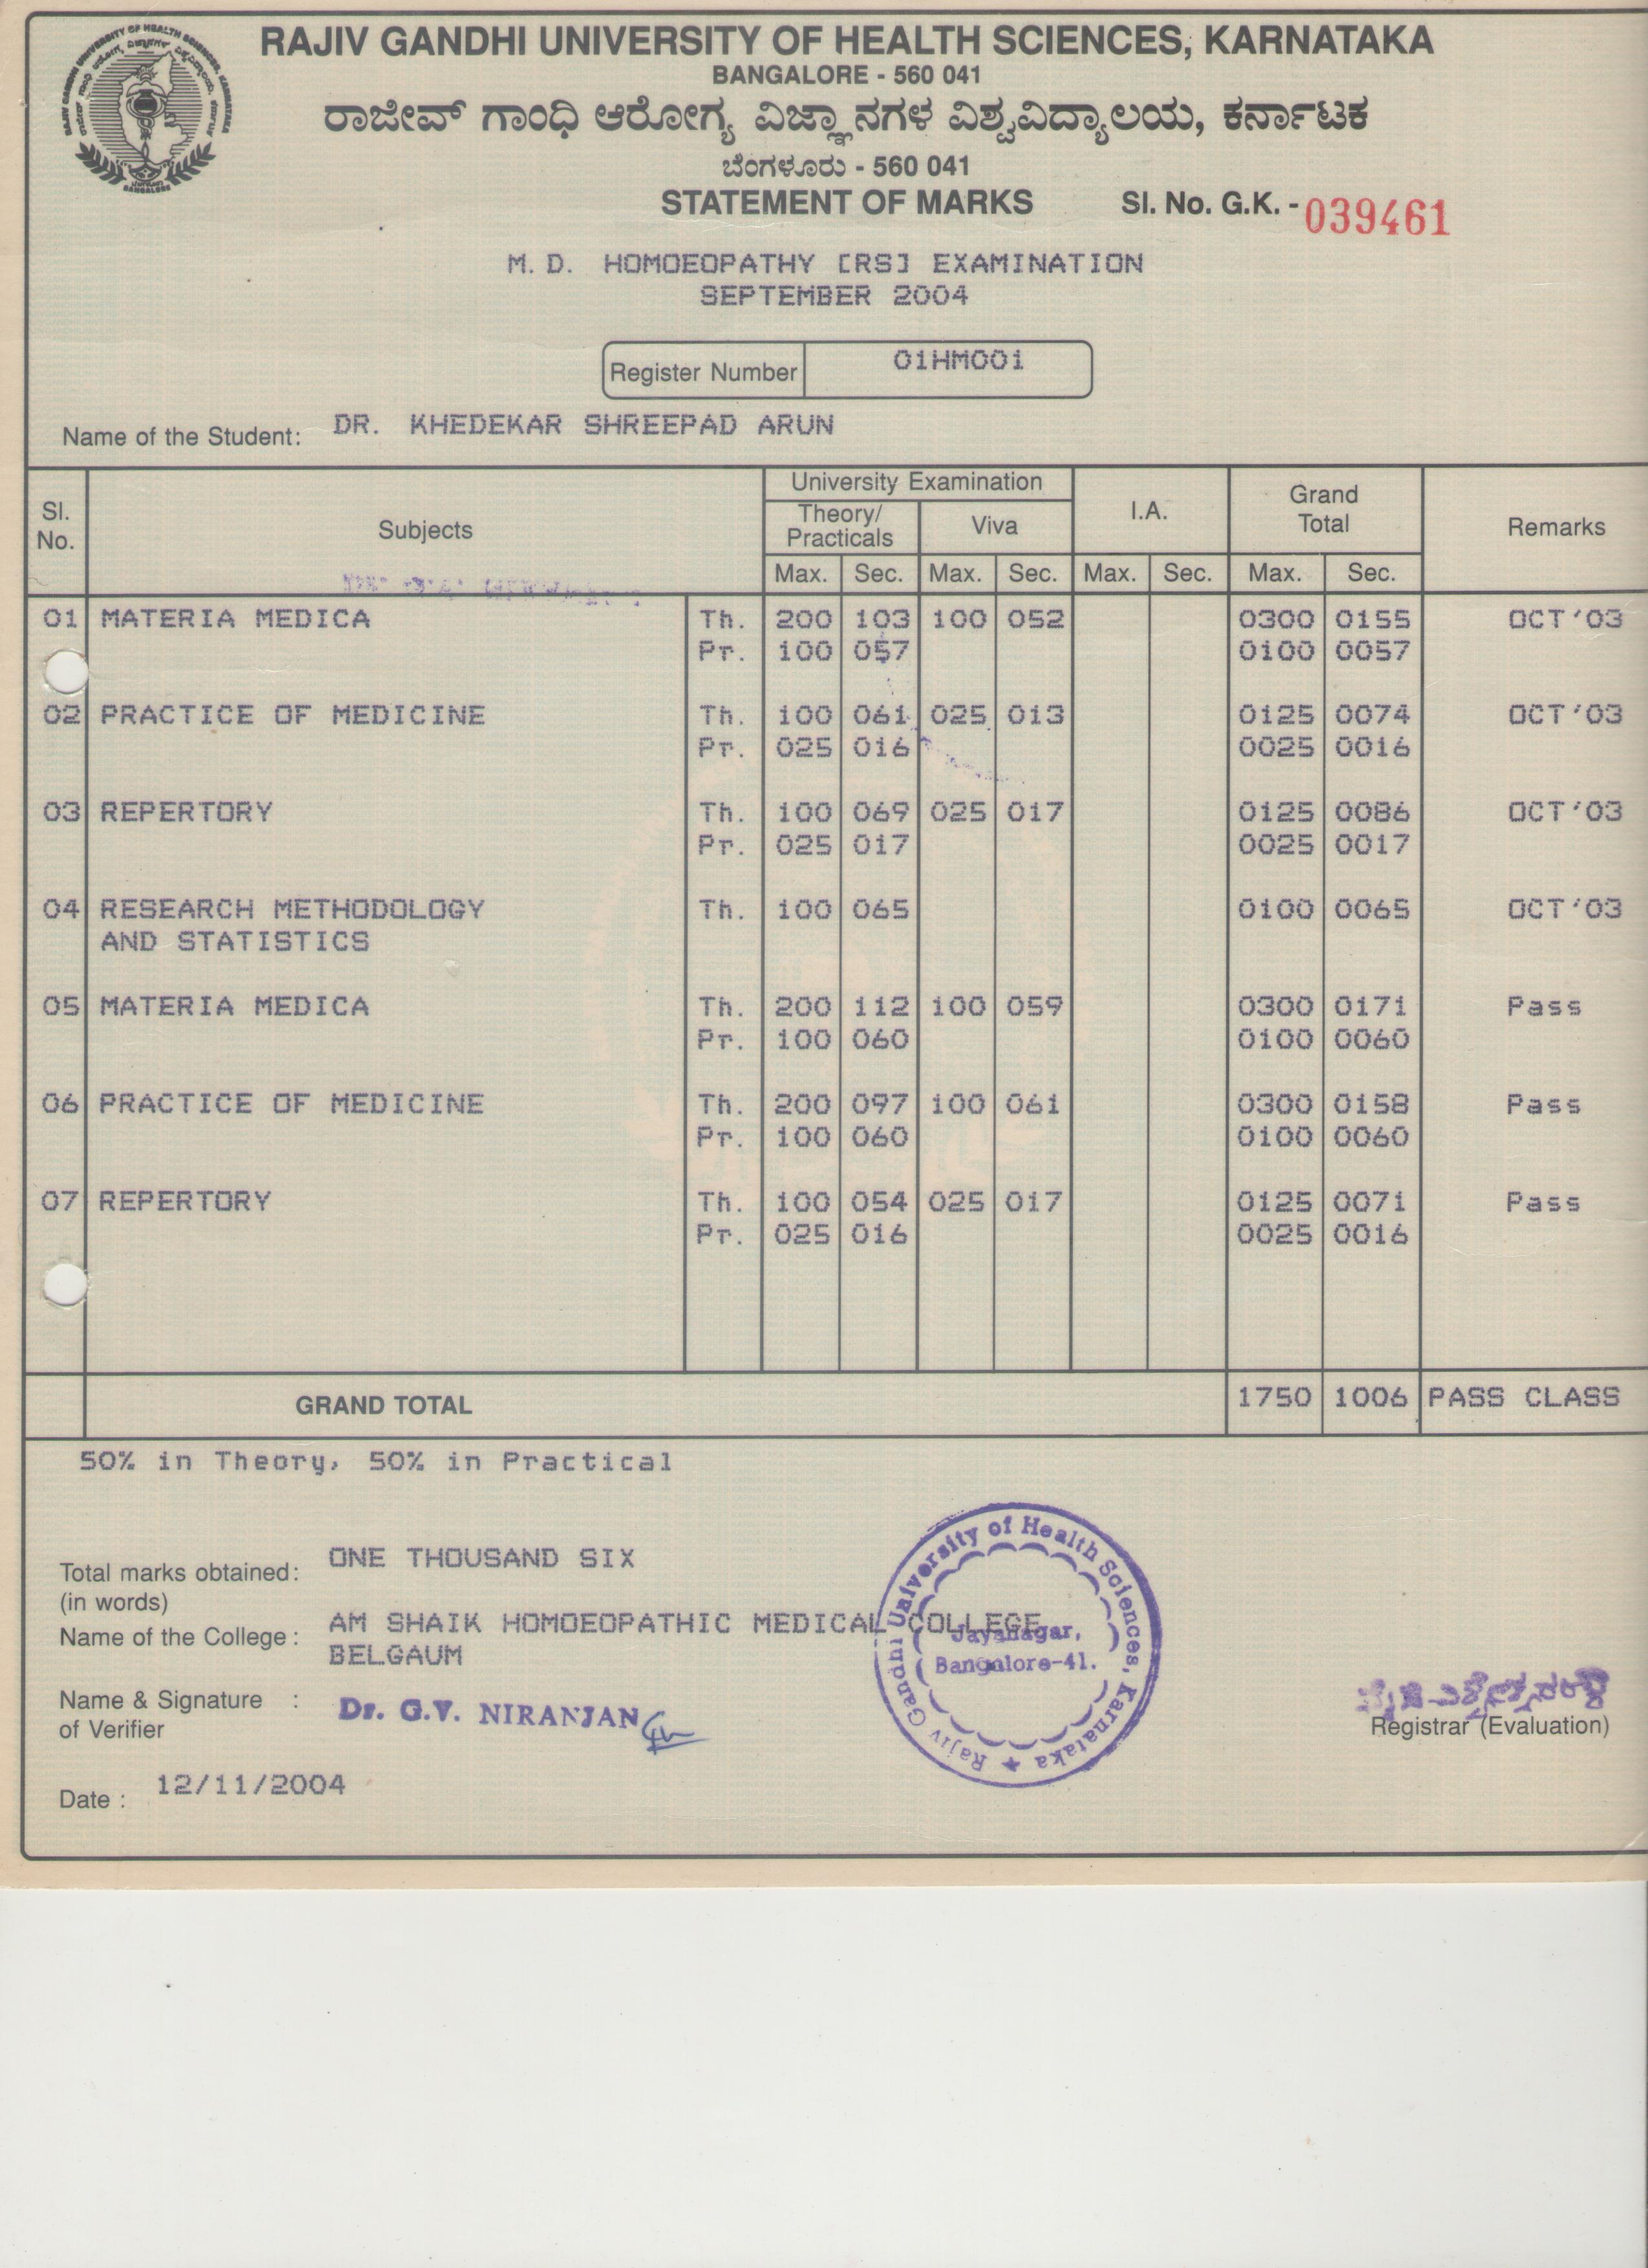 RAJIV GANDHI UNIVERSITY OF HEALTH SCIENCES, KARNATAKA
BANGALORE - 560 041
ರಾಜೀವ್ ಗಾಂಧಿ ಆರೋಗ್ಯ ವಿಜ್ಞಾನಗಳ ವಿಶ್ವವಿದ್ಯಾಲಯ, ಕರ್ನಾಟಕ
ಬೆಂಗಳೂರು - 560 041
STATEMENT OF MARKS Sl. No. G.K. - 039461
M. D. HOMOEOPATHY [RS] EXAMINATION
SEPTEMBER 2004
Register Number 01HM001
Name of the Student: DR. KHEDEKAR SHREEPAD ARUN
Sl. No. Subjects University Examination I.A. Grand Total Remarks
Theory/ Practicals Viva
Max. Sec. Max. Sec. Max. Sec. Max. Sec.
01 MATERIA MEDICA Th. 200 103 100 052 0300 0155 OCT'03
Pr. 100 057 0100 0057
02 PRACTICE OF MEDICINE Th. 100 061 025 013 0125 0074 OCT'03
Pr. 025 016 0025 0016
03 REPERTORY Th. 100 069 025 017 0125 0086 OCT'03
Pr. 025 017 0025 0017
04 RESEARCH METHODOLOGY Th. 100 065 0100 0065 OCT'03
AND STATISTICS
05 MATERIA MEDICA Th. 200 112 100 059 0300 0171 Pass
Pr. 100 060 0100 0060
06 PRACTICE OF MEDICINE Th. 200 097 100 061 0300 0158 Pass
Pr. 100 060 0100 0060
07 REPERTORY Th. 100 054 025 017 0125 0071 Pass
Pr. 025 016 0025 0016
GRAND TOTAL 1750 1006 PASS CLASS
50% in Theory, 50% in Practical
Total marks obtained: ONE THOUSAND SIX
(in words)
Name of the College : AM SHAIK HOMOEOPATHIC MEDICAL COLLEGE
BELGAUM
Rajiv Gandhi University of Health Sciences, Karnataka
Jayanagar,
Bangalore-41.
Name & Signature : Dr. G.V. NIRANJAN
of Verifier
Registrar (Evaluation)
Date : 12/11/2004